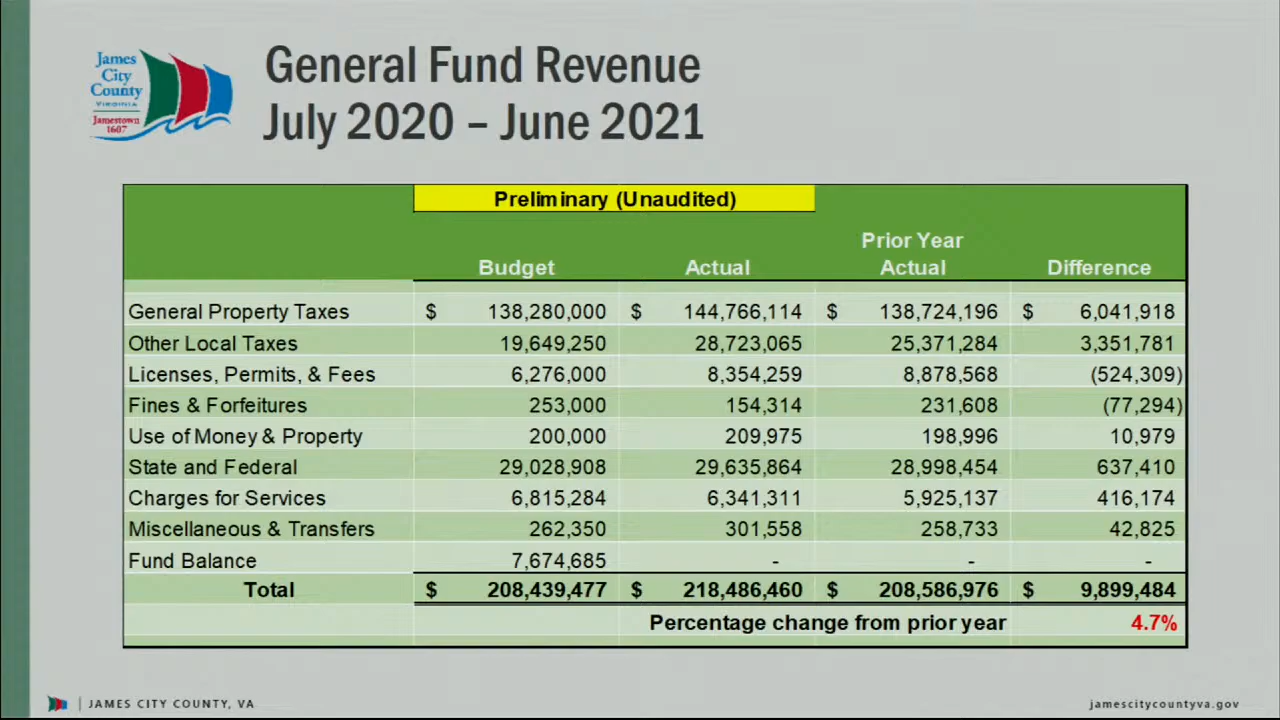 James
City
County
VIRGINIA
Jamestown
1607
General Fund Revenue
July 2020 – June 2021
Preliminary (Unaudited)
Budget Actual Prior Year Actual Difference
General Property Taxes $ 138,280,000 $ 144,766,114 $ 138,724,196 $ 6,041,918
Other Local Taxes 19,649,250 28,723,065 25,371,284 3,351,781
Licenses, Permits, & Fees 6,276,000 8,354,259 8,878,568 (524,309)
Fines & Forfeitures 253,000 154,314 231,608 (77,294)
Use of Money & Property 200,000 209,975 198,996 10,979
State and Federal 29,028,908 29,635,864 28,998,454 637,410
Charges for Services 6,815,284 6,341,311 5,925,137 416,174
Miscellaneous & Transfers 262,350 301,558 258,733 42,825
Fund Balance 7,674,685 - - -
Total $ 208,439,477 $ 218,486,460 $ 208,586,976 $ 9,899,484
Percentage change from prior year 4.7%
JAMES CITY COUNTY, VA jamescitycountyva.gov